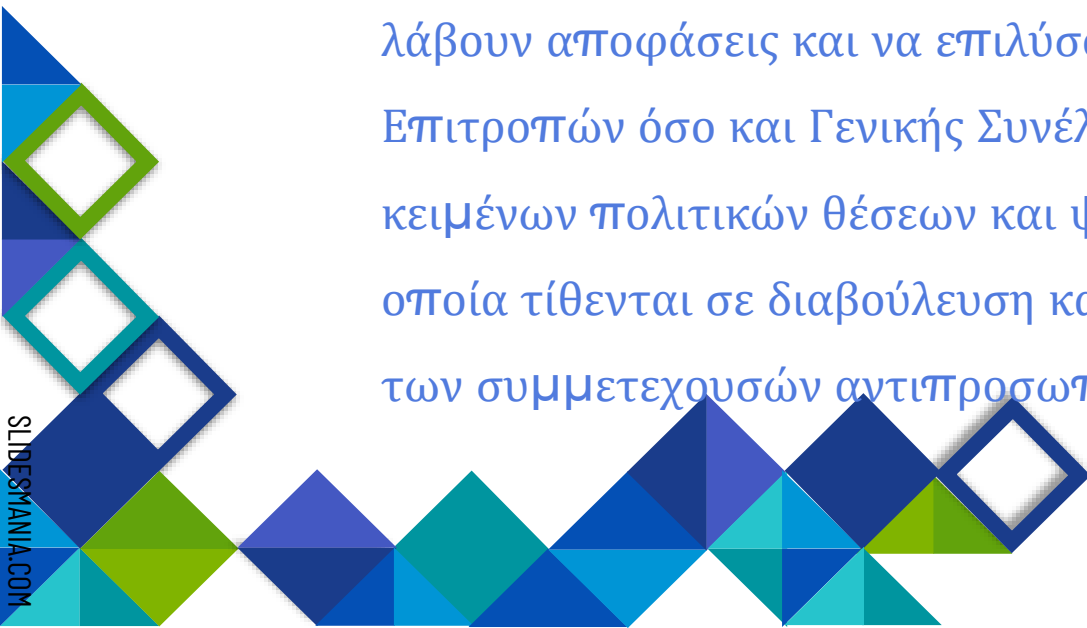 λάβουν αποφάσεις και να επιλύσ
Επιτροπών όσο και Γενικής Συνέλ
κειμένων πολιτικών θέσεων και ψ
οποία τίθενται σε διαβούλευση κα
των συμμετεχουσών αντιπροσωπ
SLIDESMANIA.COM